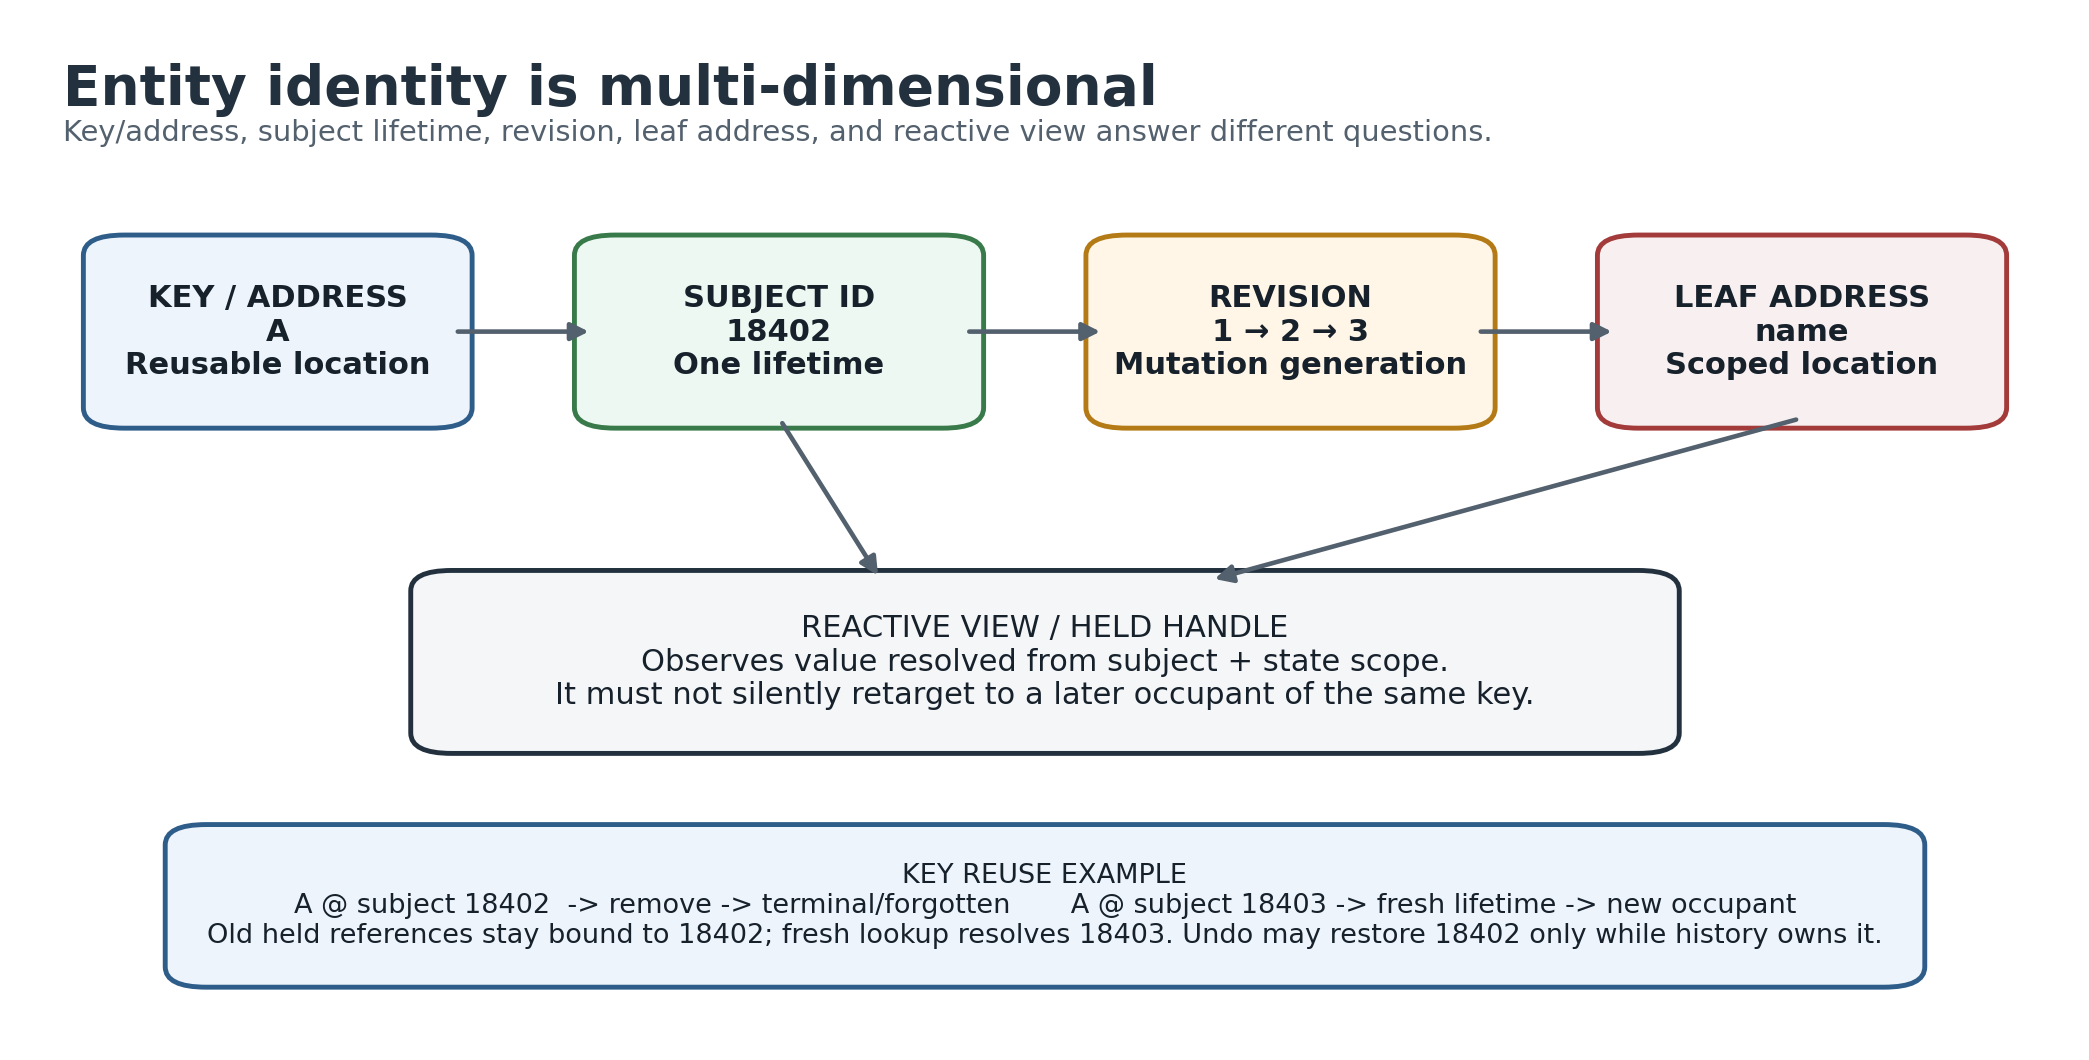 Entity identity is multi-dimensional
Key/address, subject lifetime, revision, leaf address, and reactive view answer different questions.
KEY / ADDRESS
A
Reusable location
SUBJECT ID
18402
One lifetime
REVISION
1 → 2 → 3
Mutation generation
LEAF ADDRESS
name
Scoped location
REACTIVE VIEW / HELD HANDLE
Observes value resolved from subject + state scope.
It must not silently retarget to a later occupant of the same key.
KEY REUSE EXAMPLE
A @ subject 18402  -> remove -> terminal/forgotten       A @ subject 18403 -> fresh lifetime -> new occupant
Old held references stay bound to 18402; fresh lookup resolves 18403. Undo may restore 18402 only while history owns it.